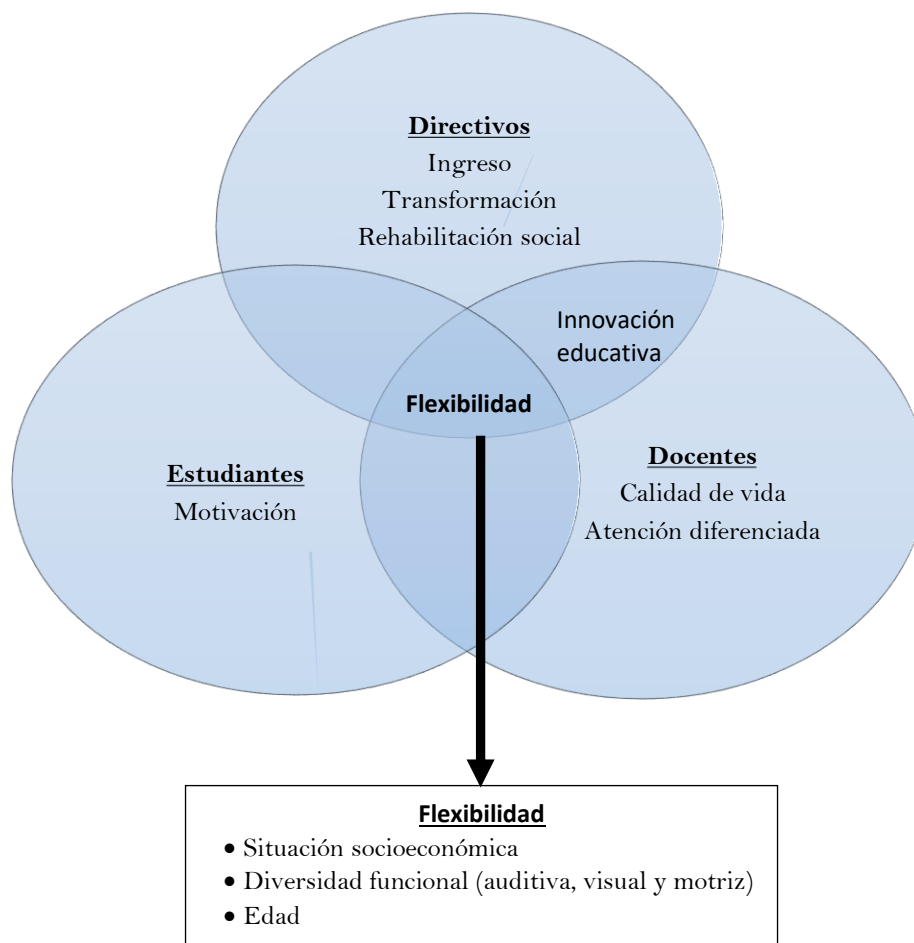 Directivos
Ingreso
Transformación
Rehabilitación social
Innovación
educativa
Flexibilidad
Estudiantes
Motivación
Docentes
Calidad de vida
Atención diferenciada
Flexibilidad
• Situación socioeconómica
• Diversidad funcional (auditiva, visual y motriz)
• Edad